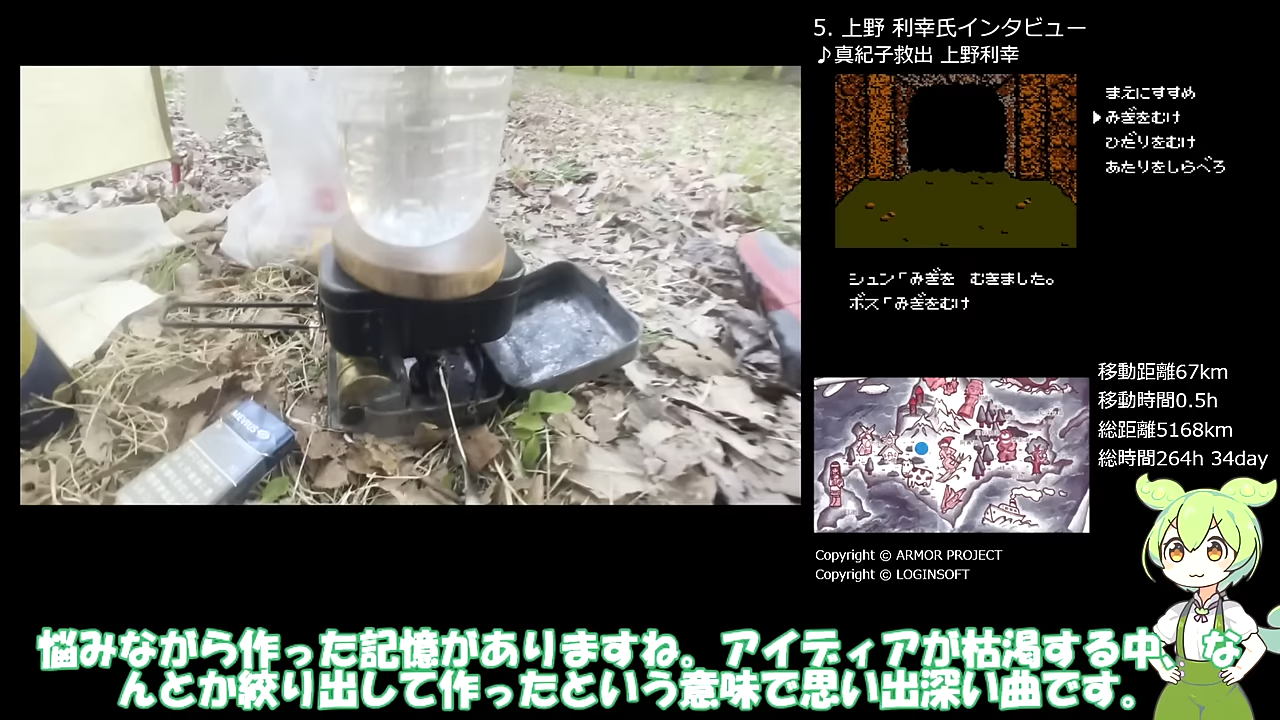 5. 上野 利幸氏インタビュー
♪真紀子救出 上野利幸
まえにすすめ
▶みぎをむけ
ひだりをむけ
あたりをしらべろ
シュン「みぎを　むきました。
ボス「みぎをむけ
MEVIUS
移動距離67km
移動時間0.5h
総距離5168km
総時間264h 34day
Copyright © ARMOR PROJECT
Copyright © LOGINSOFT
悩みながら作った記憶がありますね。アイディアが枯渇する中、な
んとか絞り出して作ったという意味で思い出深い曲です。